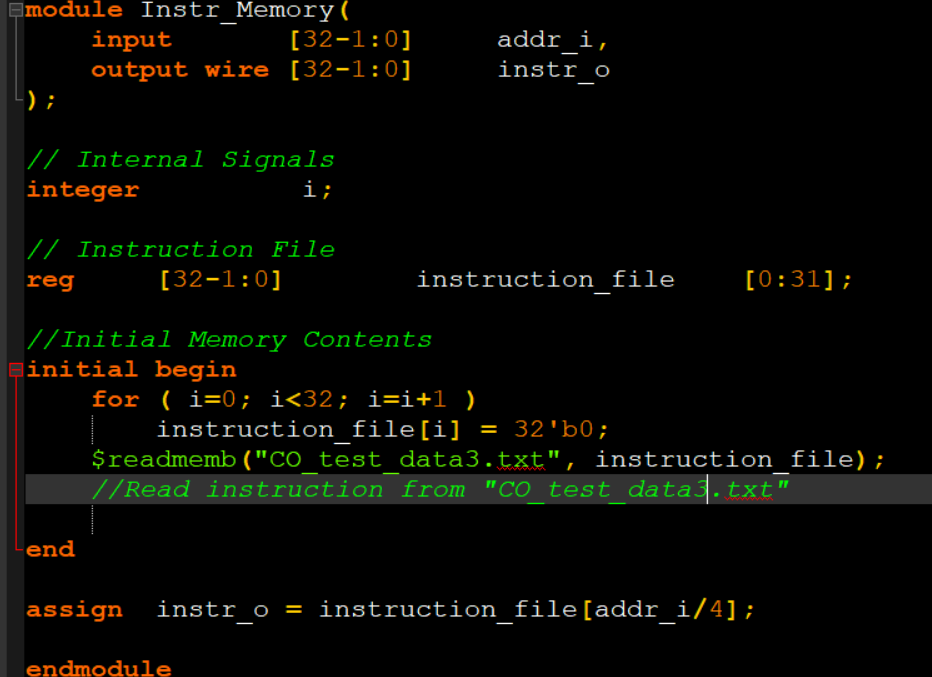 module Instr_Memory(
    input       [32-1:0]     addr_i,
    output wire [32-1:0]     instr_o
);
// Internal Signals
integer          i;
// Instruction File
reg     [32-1:0]        instruction_file    [0:31];
//Initial Memory Contents
initial begin
    for ( i=0; i<32; i=i+1 )
        instruction_file[i] = 32'b0;
    $readmemb("CO_test_data3.txt", instruction_file);
    //Read instruction from "CO_test_data3.txt"
end
assign  instr_o = instruction_file[addr_i/4];
endmodule